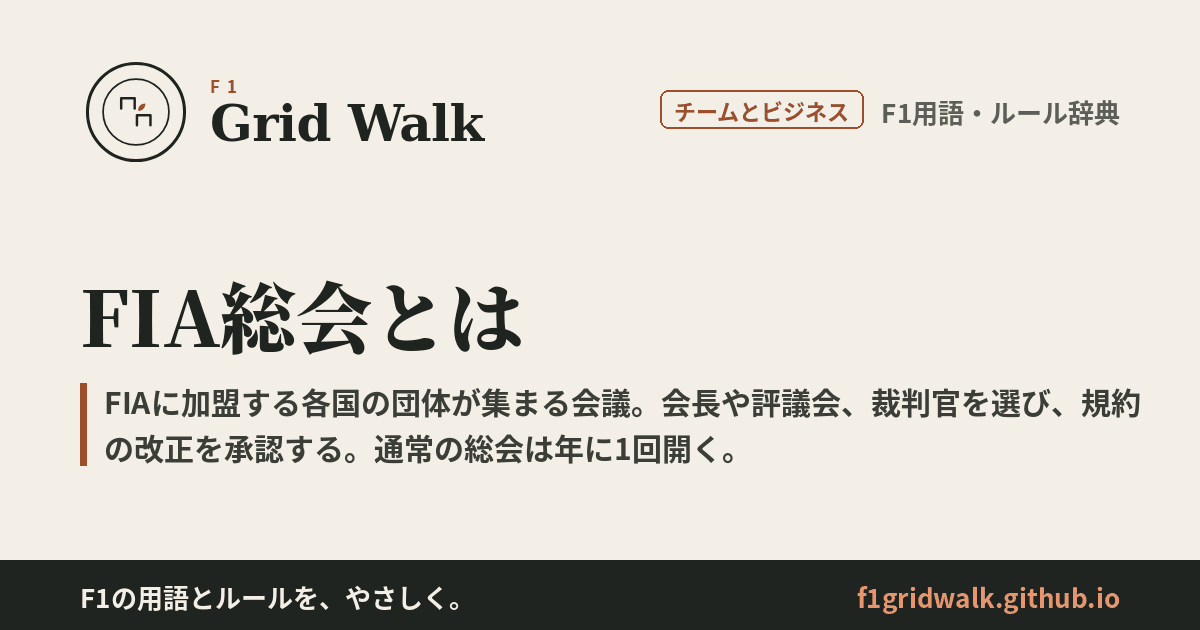 F1
Grid Walk
チームとビジネス
F1用語・ルール辞典
FIA総会とは
FIAに加盟する各国の団体が集まる会議。会長や評議会、裁判官を選び、規約
の改正を承認する。通常の総会は年に1回開く。
F1の用語とルールを、やさしく。
f1gridwalk.github.io